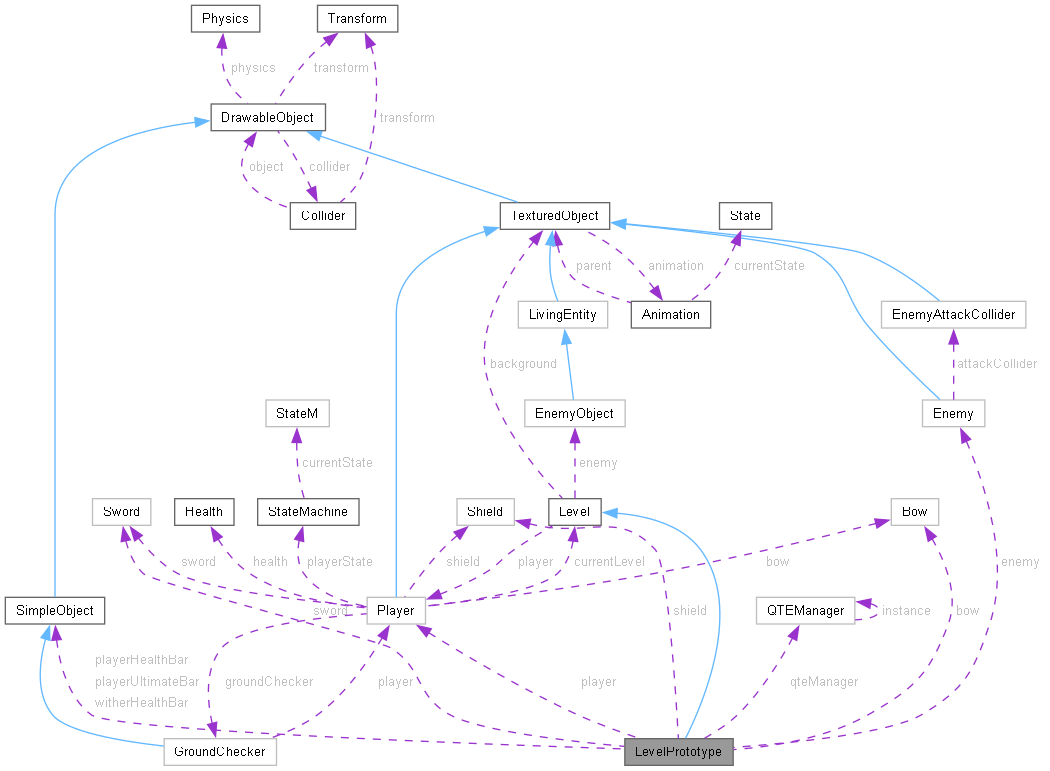 Physics
Transform
physics
transform
DrawableObject
transform
object
collider
Collider
TexturedObject
State
parent
animation
currentState
LivingEntity
Animation
EnemyAttackCollider
background
attackCollider
StateM
EnemyObject
Enemy
currentState
enemy
Sword
Health
StateMachine
Shield
Level
Bow
sword
health
playerState
shield
player
currentLevel
bow
enemy
SimpleObject
sword
Player
shield
QTEManager
instance
bow
playerHealthBar
playerUltimateBar
witherHealthBar
groundChecker
player
player
qteManager
GroundChecker
LevelPrototype